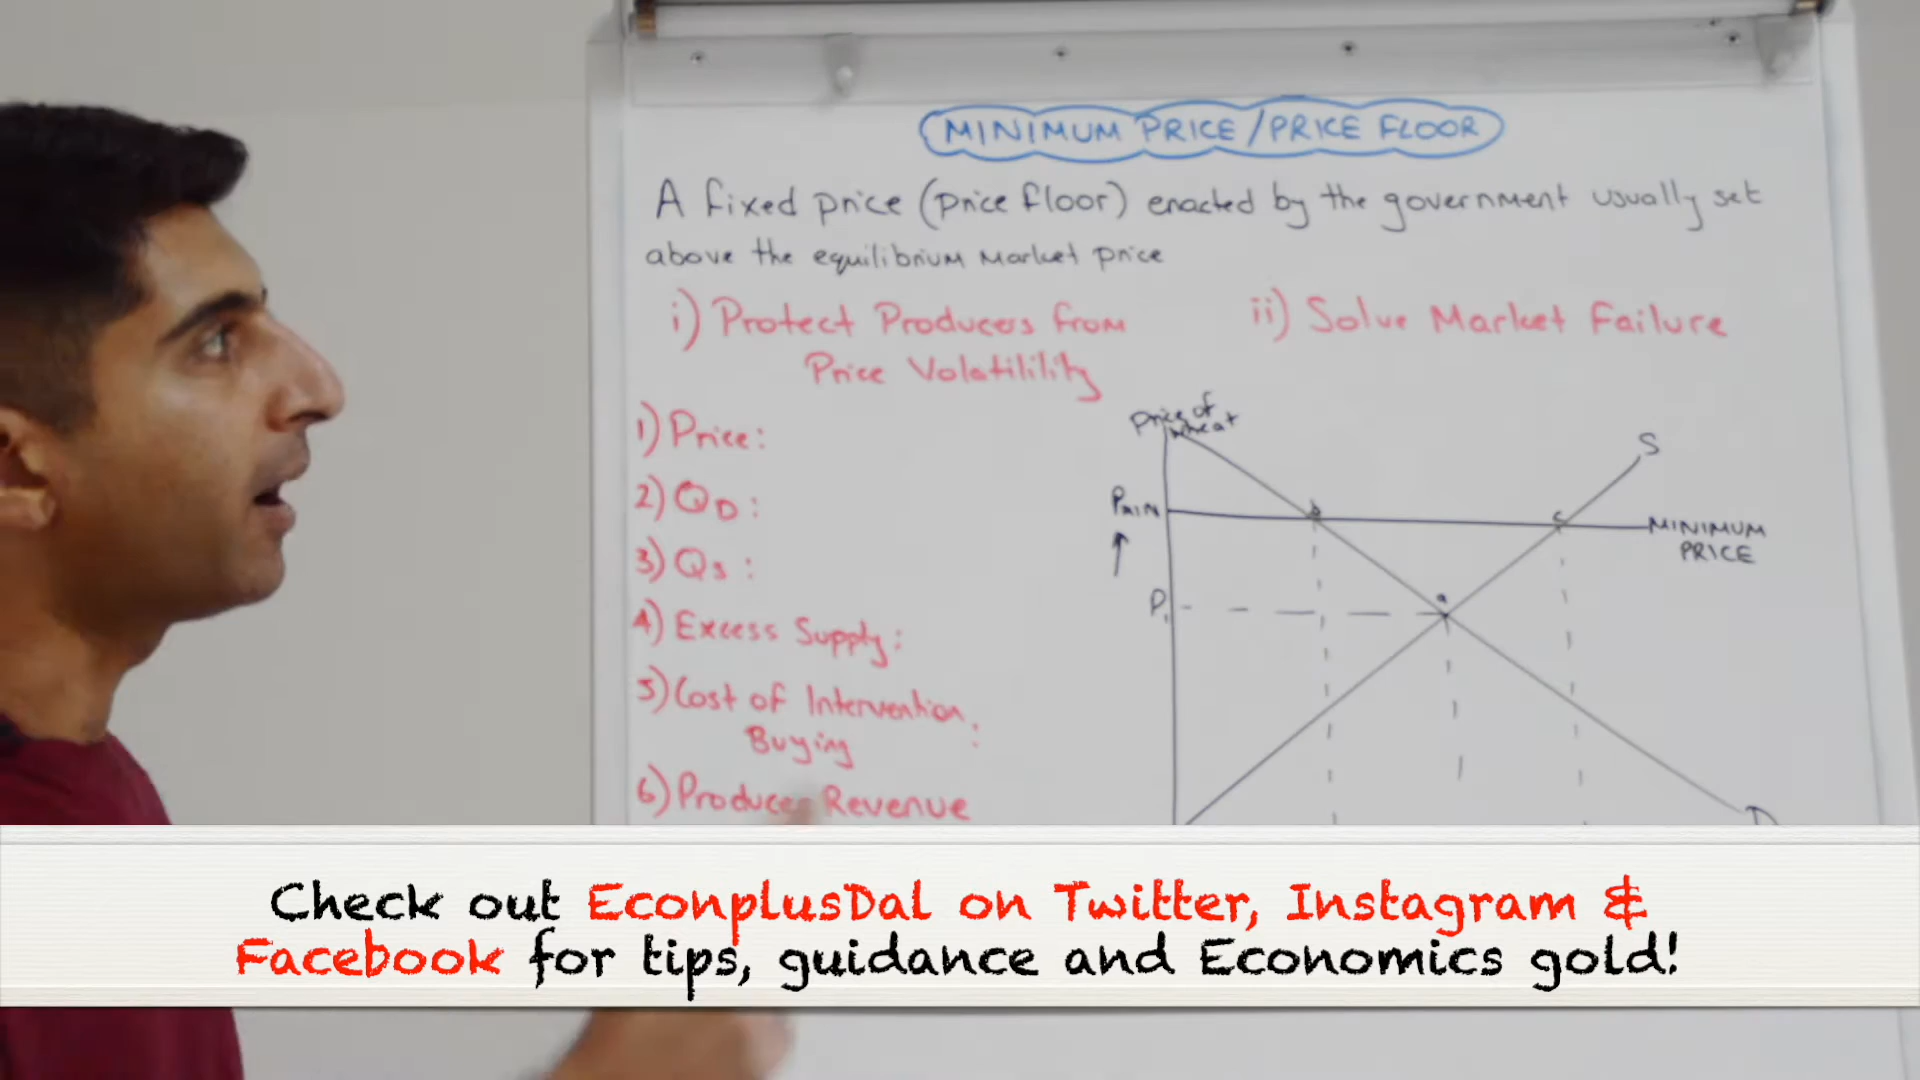 MINIMUM PRICE/PRICE FLOOR
A fixed price (price floor) enacted by the government usually set
above the equilibrium market price
i) Protect Producers from
Price Volatilility
ii) Solve Market Failure
1) Price:
2) QD:
3) Qs:
4) Excess Supply:
5) Cost of Intervention
Buying :
6) Producer Revenue
Price of
wheat
S
PMIN
b
c
MINIMUM
PRICE
P1
a
D
Check out EconplusDal on Twitter, Instagram &
Facebook for tips, guidance and Economics gold!